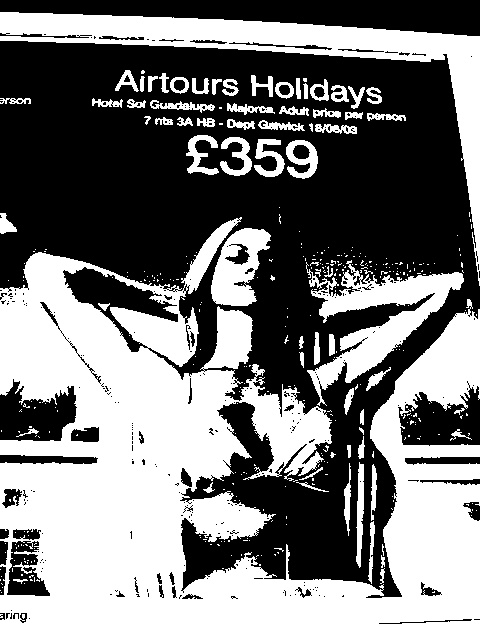 Airtours Holidays
erson
Hotel Sol Guadalupe - Majorca. Adult price per person
7 nts 3A HB - Dept Gatwick 18/06/03
£359
aring.